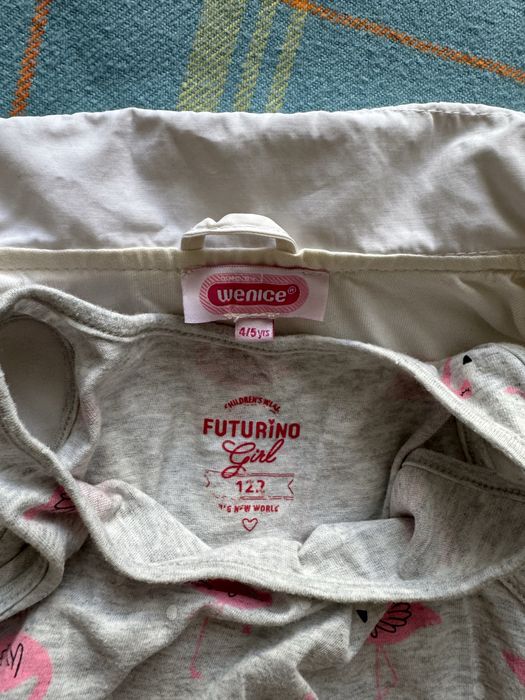 wenice®
4/5 yrs
CHILDREN'S WEAR
FUTURINO
Girl
122
NEW WORLD